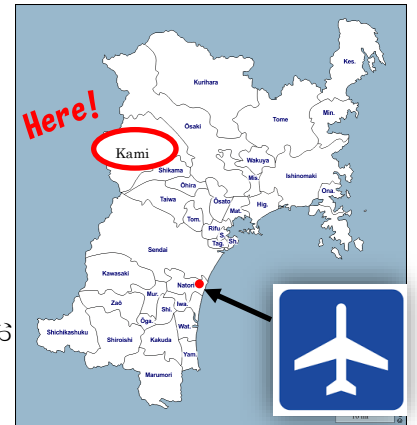 Kes.
Kurihara
Here!
Min.
Tome
Ōsaki
Kami
Wakuya
Shikama
Ishinomaki
Mis.
Ōhira
Ona.
Taiwa
Ōsato
Mat.
Hig.
Tom.
Rifu
S.
Tag.
Sh.
Sendai
Kawasaki
Natori
Mur.
Zaō
Iwa.
Shi.
Ōga.
Wat.
Shichikashuku
Shiroishi
Kakuda
Yam.
Marumori